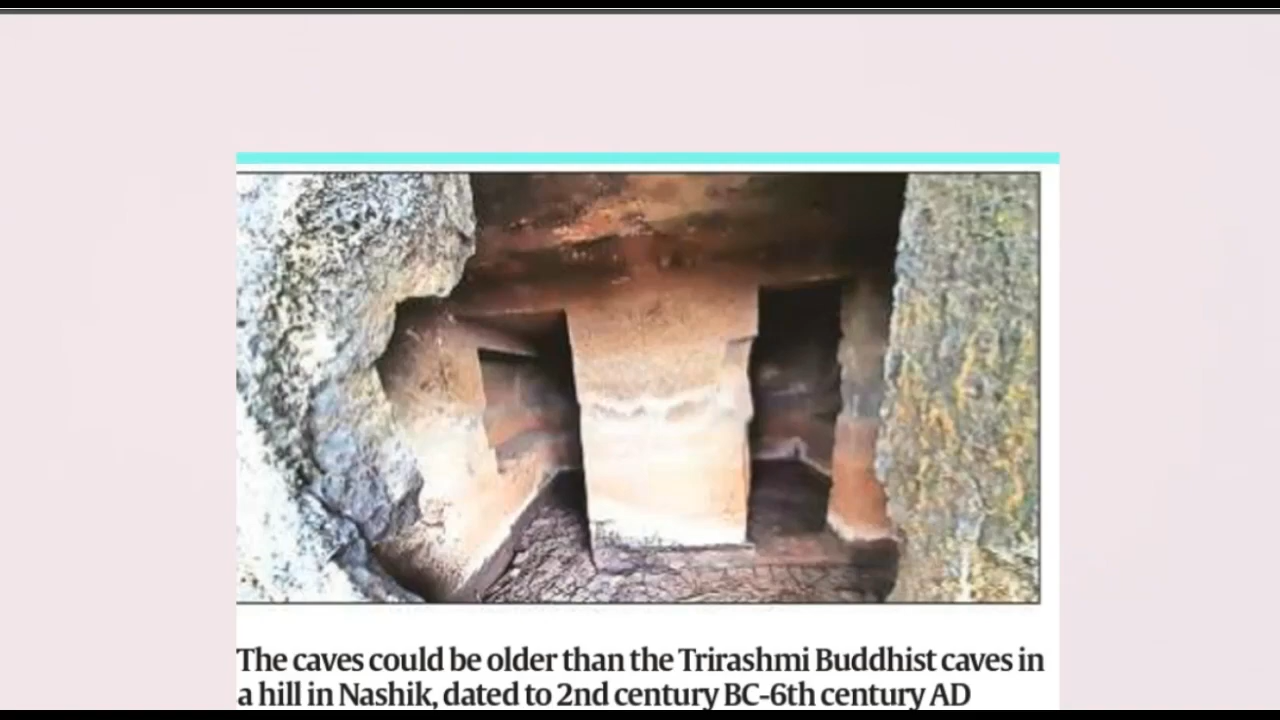 The caves could be older than the Trirashmi Buddhist caves in
a hill in Nashik, dated to 2nd century BC-6th century AD